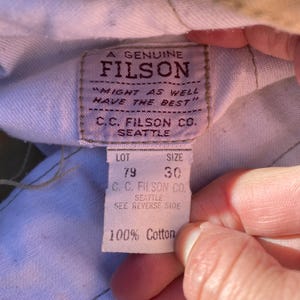 A GENUINE
FILSON
"MIGHT AS WELL
HAVE THE BEST"
C.C. FILSON CO.
SEATTLE
LOT SIZE
79 30
C.C. FILSON CO.
SEATTLE
SEE REVERSE SIDE
100% Cotton